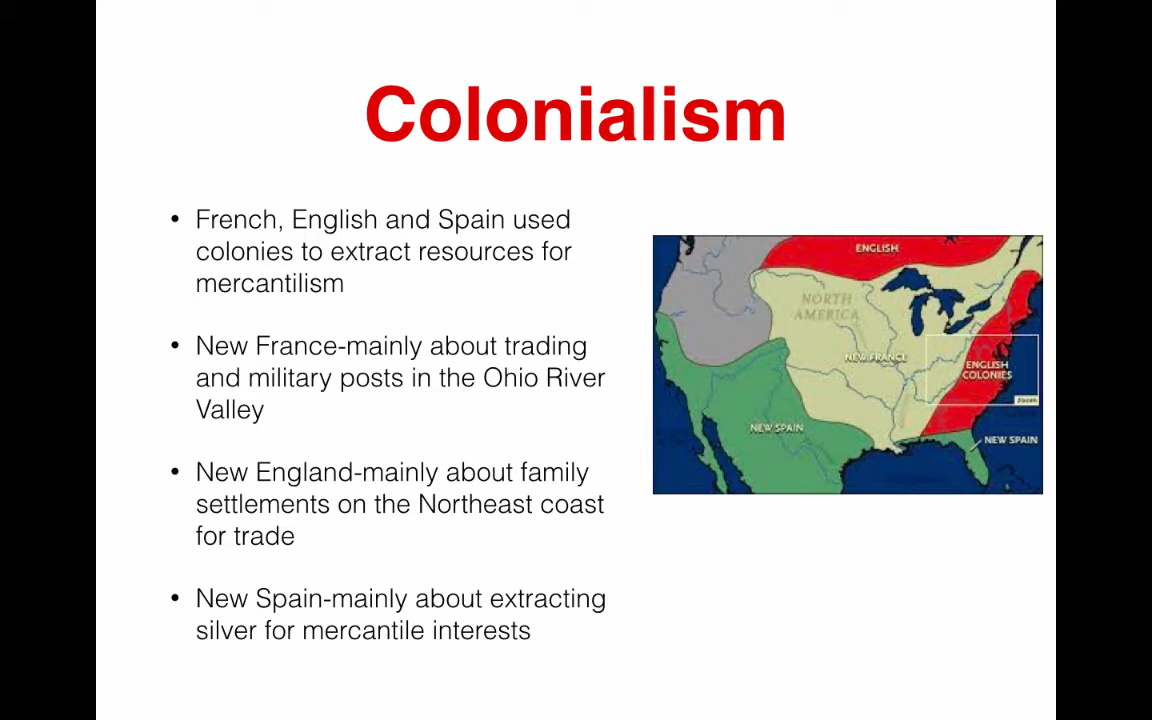 Colonialism
• French, English and Spain used
colonies to extract resources for
mercantilism
• New France-mainly about trading
and military posts in the Ohio River
Valley
• New England-mainly about family
settlements on the Northeast coast
for trade
• New Spain-mainly about extracting
silver for mercantile interests
ENGLISH
NORTH
AMERICA
NEW FRANCE
ENGLISH
COLONIES
NEW SPAIN
NEW SPAIN